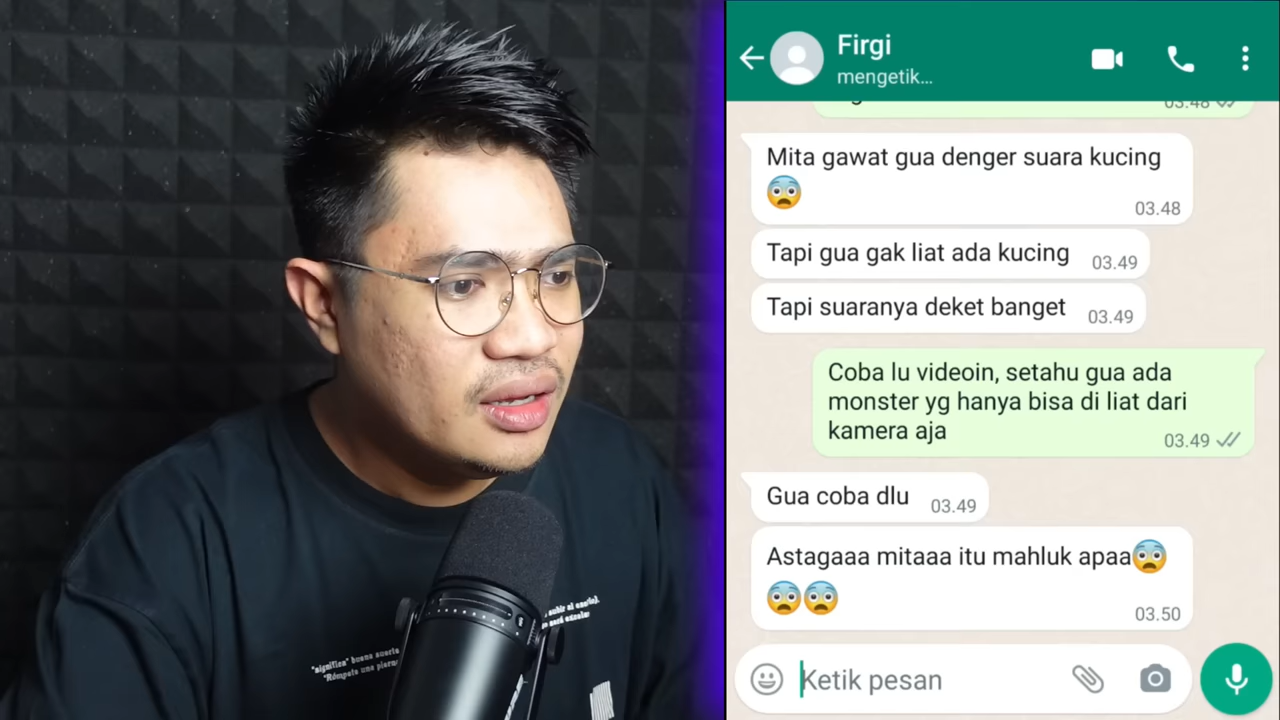 Firgi
mengetik...
03.48
Mita gawat gua denger suara kucing
😨
03.48
Tapi gua gak liat ada kucing 03.49
Tapi suaranya deket banget 03.49
Coba lu videoin, setahu gua ada
monster yg hanya bisa di liat dari
kamera aja
03.49
Gua coba dlu 03.49
Astagaaa mitaaa itu mahluk apaa😨
😨😨
03.50
Ketik pesan